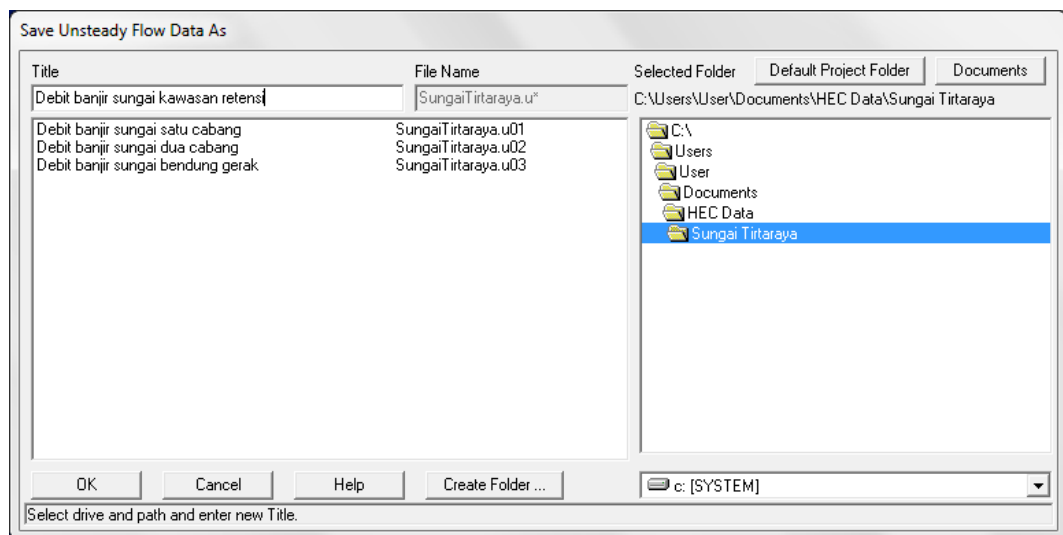 Save Unsteady Flow Data As
Title File Name Selected Folder Default Project Folder Documents
Debit banjir sungai kawasan retensi SungaiTirtaraya.u* C:\Users\User\Documents\HEC Data\Sungai Tirtaraya
Debit banjir sungai satu cabang SungaiTirtaraya.u01
Debit banjir sungai dua cabang SungaiTirtaraya.u02
Debit banjir sungai bendung gerak SungaiTirtaraya.u03
C:\
Users
User
Documents
HEC Data
Sungai Tirtaraya
OK Cancel Help Create Folder ... c: [SYSTEM]
Select drive and path and enter new Title.